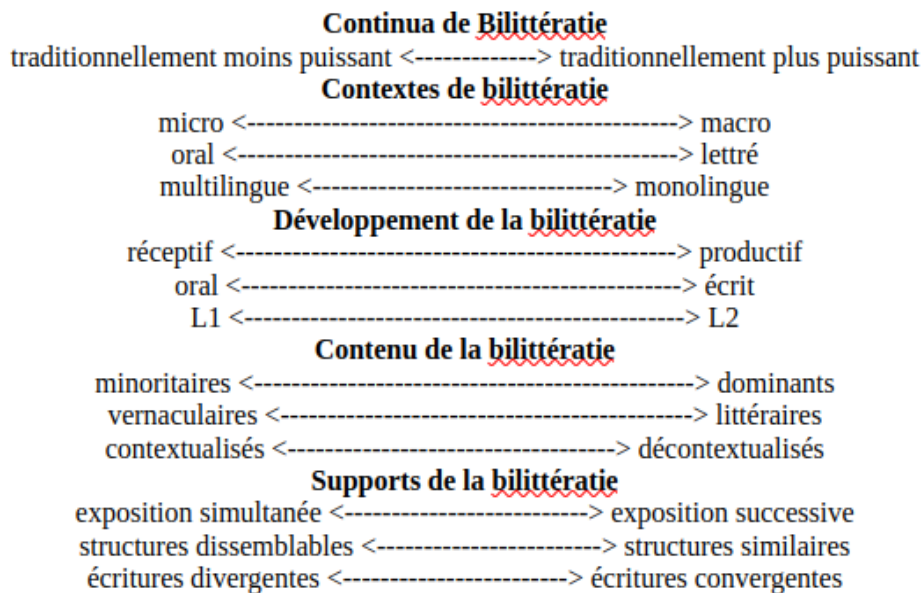 Continua de Bilittératie
traditionnellement moins puissant <-------------> traditionnellement plus puissant
Contextes de bilittératie
micro <-----------------------------------------------> macro
oral <-----------------------------------------------> lettré
multilingue <--------------------------------> monolingue
Développement de la bilittératie
réceptif <-----------------------------------------------> productif
oral <-----------------------------------------------> écrit
L1 <-----------------------------------------------> L2
Contenu de la bilittératie
minoritaires <-----------------------------------------------> dominants
vernaculaires <--------------------------------------------> littéraires
contextualisés <-----------------------------------> décontextualisés
Supports de la bilittératie
exposition simultanée <---------------------------> exposition successive
structures dissemblables <------------------------> structures similaires
écritures divergentes <------------------------> écritures convergentes